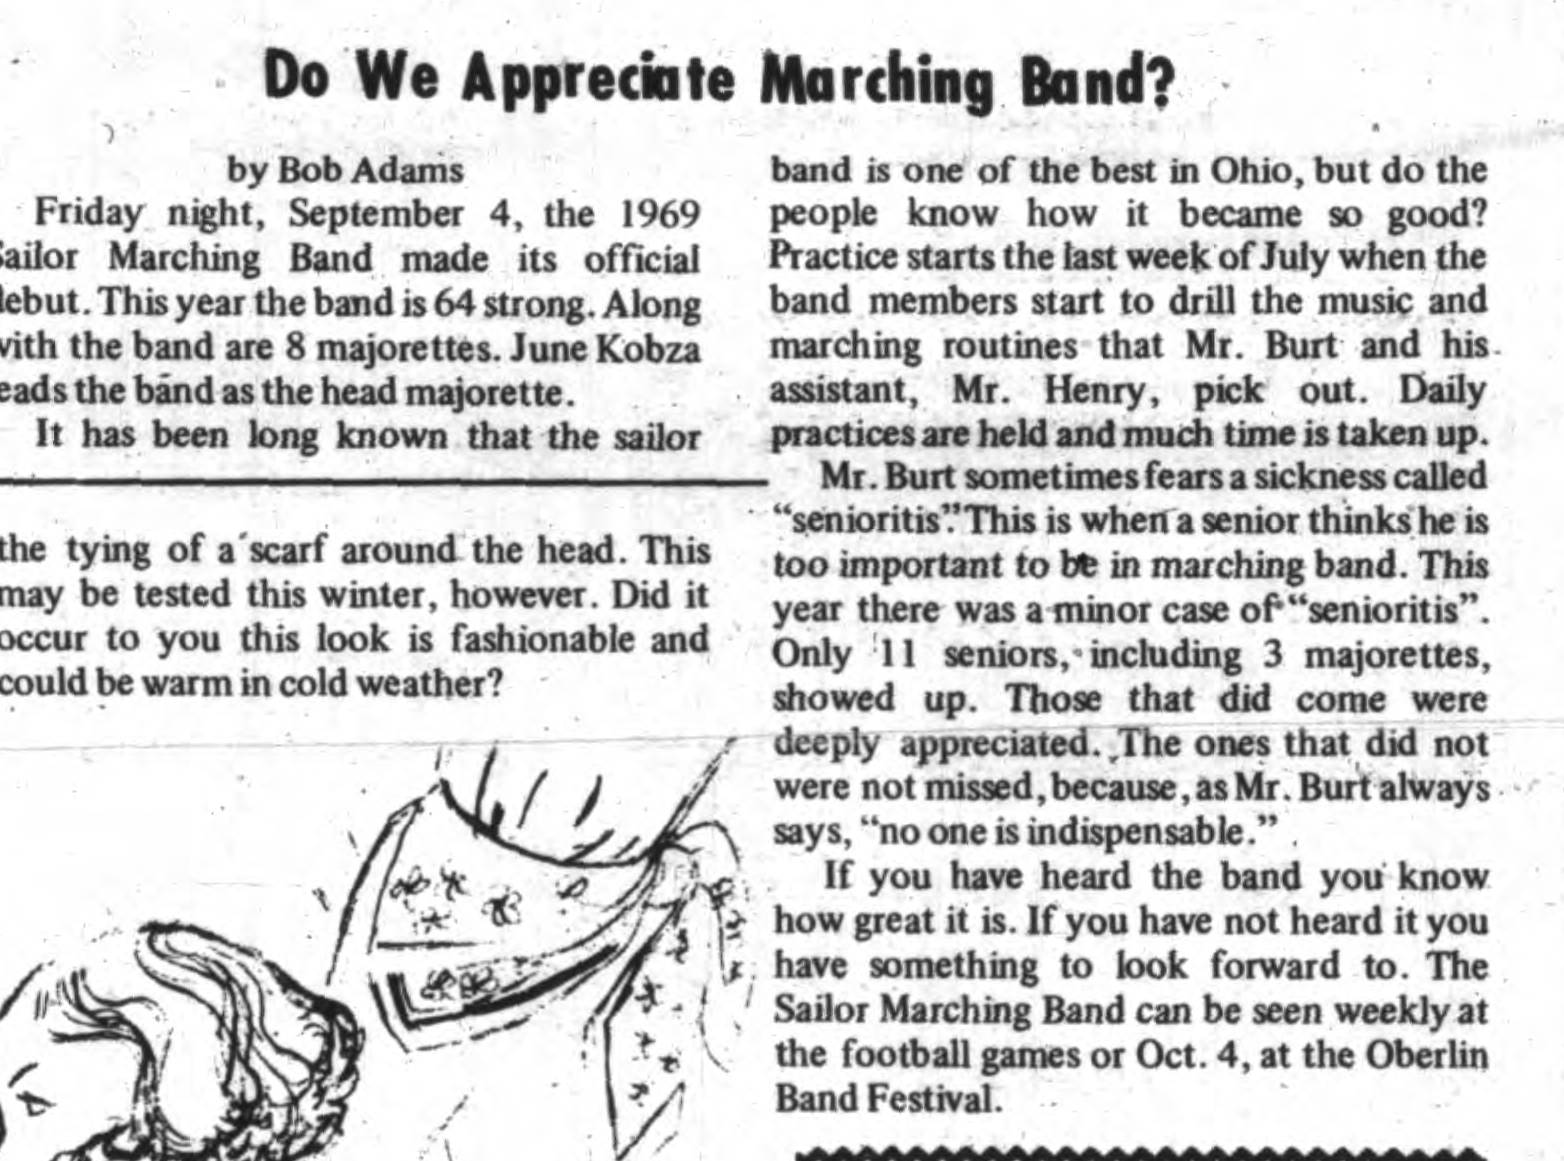 Do We Appreciate Marching Band?
by Bob Adams
Friday night, September 4, the 1969
Sailor Marching Band made its official
debut. This year the band is 64 strong. Along
with the band are 8 majorettes. June Kobza
leads the band as the head majorette.
It has been long known that the sailor
band is one of the best in Ohio, but do the
people know how it became so good?
Practice starts the last week of July when the
band members start to drill the music and
marching routines that Mr. Burt and his
assistant, Mr. Henry, pick out. Daily
practices are held and much time is taken up.
Mr. Burt sometimes fears a sickness called
"senioritis". This is when a senior thinks he is
too important to be in marching band. This
year there was a minor case of "senioritis".
Only 11 seniors, including 3 majorettes,
showed up. Those that did come were
deeply appreciated. The ones that did not
were not missed, because, as Mr. Burt always
says, "no one is indispensable."
If you have heard the band you know
how great it is. If you have not heard it you
have something to look forward to. The
Sailor Marching Band can be seen weekly at
the football games or Oct. 4, at the Oberlin
Band Festival.
the tying of a scarf around the head. This
may be tested this winter, however. Did it
occur to you this look is fashionable and
could be warm in cold weather?